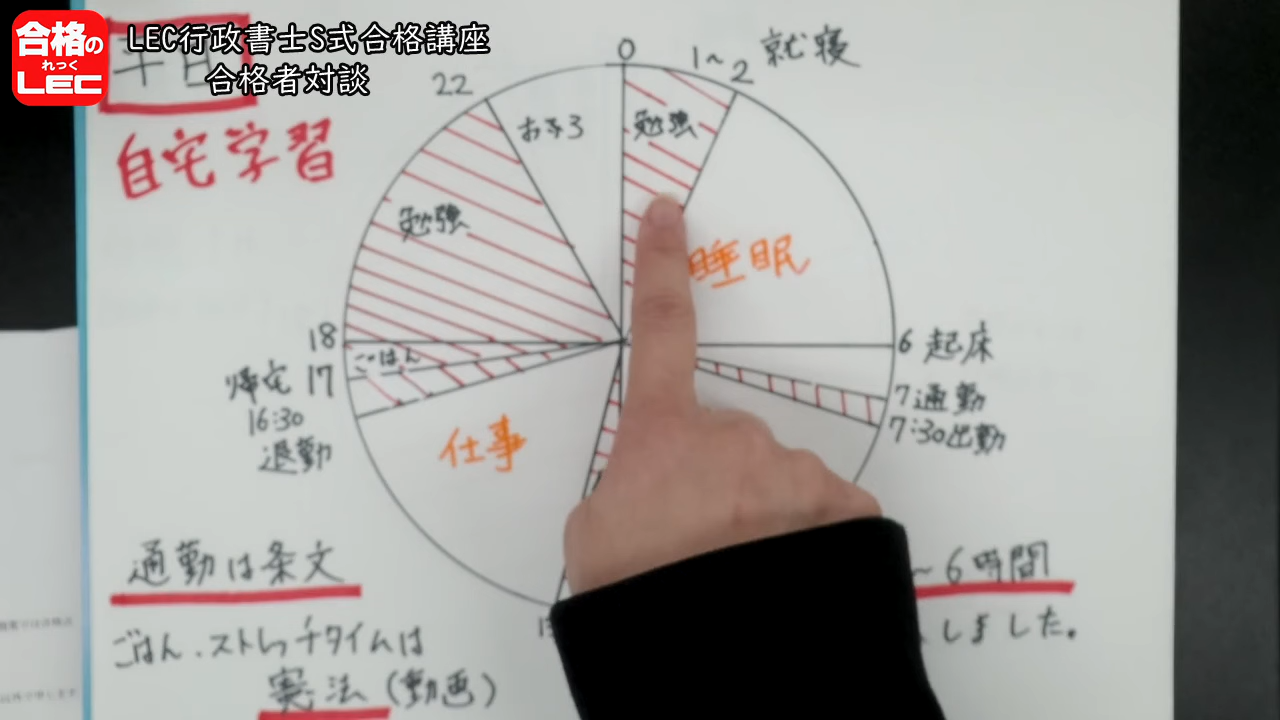 合格の
れっく
LEC
LEC行政書士S式合格講座
合格者対談
平日
自宅学習
0
1~2 就寝
22
おふろ
勉強
勉強
睡眠
18
ごはん
6 起床
帰宅 17
7 通勤
16:30
退勤
7:30出勤
仕事
通勤は条文
~6時間
ごはん、ストレッチタイムは
しました。
憲法(動画)